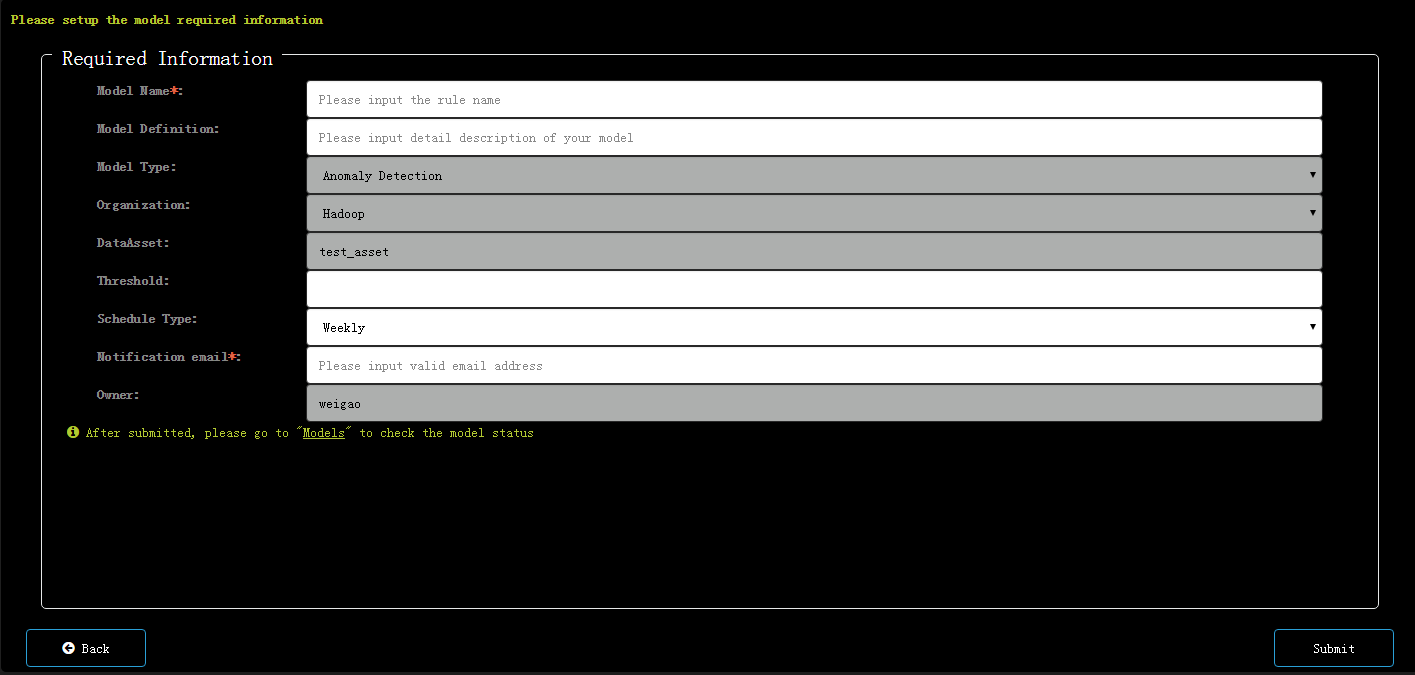 Please setup the model required information
Required Information
Model Name*: Please input the rule name
Model Definition: Please input detail description of your model
Model Type: Anomaly Detection
Organization: Hadoop
DataAsset: test_asset
Threshold:
Schedule Type: Weekly
Notification email*: Please input valid email address
Owner: weigao
After submitted, please go to "Models" to check the model status
Back Submit